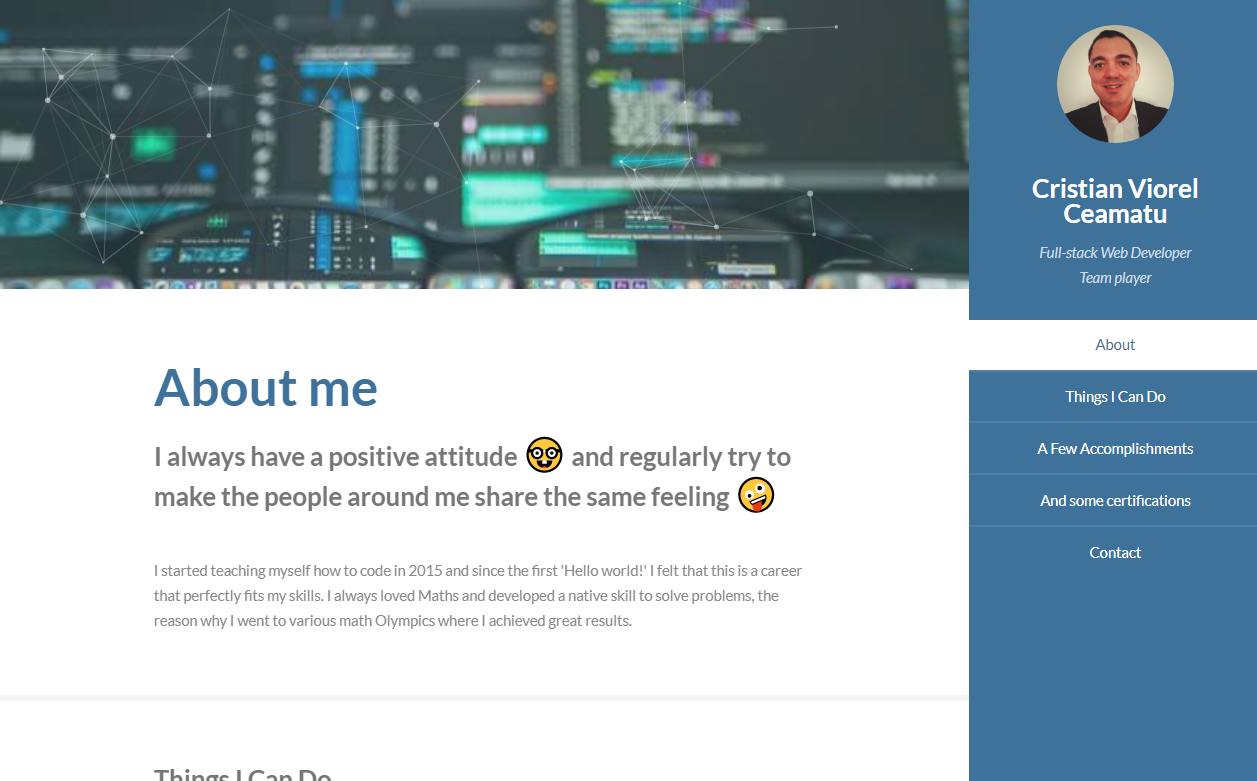 Cristian Viorel
Ceamatu
Full-stack Web Developer
Team player
About
Things I Can Do
A Few Accomplishments
And some certifications
Contact
About me
I always have a positive attitude 🤓 and regularly try to
make the people around me share the same feeling 🤪
I started teaching myself how to code in 2015 and since the first 'Hello world!' I felt that this is a career
that perfectly fits my skills. I always loved Maths and developed a native skill to solve problems, the
reason why I went to various math Olympics where I achieved great results.
Things I Can Do